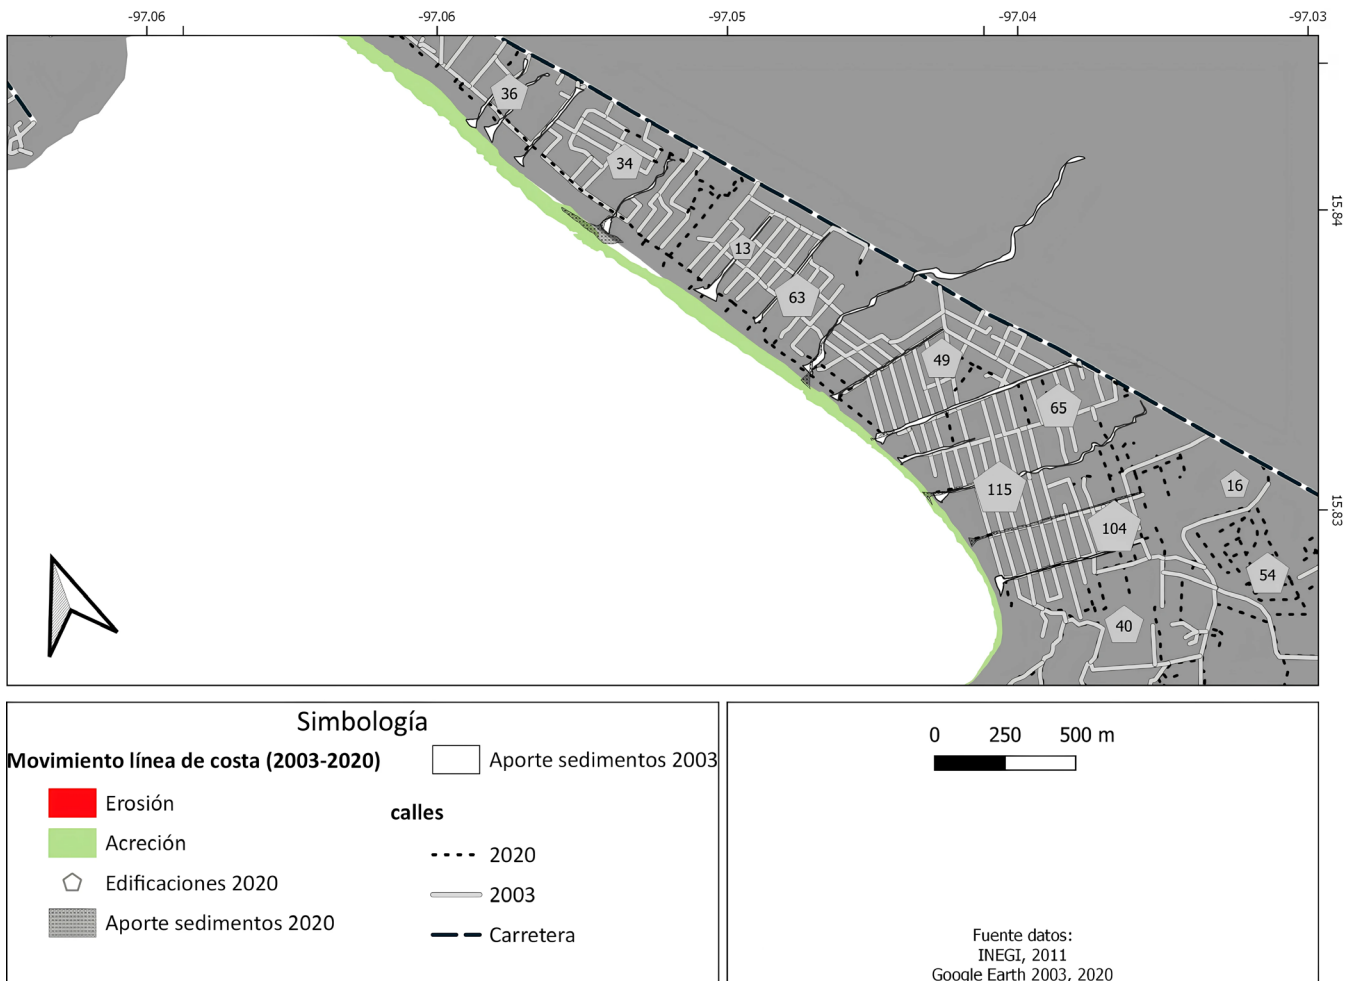 -97.06
-97.06
-97.05
-97.04
-97.03
36
34
15.84
13
63
49
65
115
16
15.83
104
54
40
Simbología
Movimiento línea de costa (2003-2020)
Aporte sedimentos 2003
Erosión
calles
Acreción
2020
Edificaciones 2020
2003
Aporte sedimentos 2020
Carretera
0 250 500 m
Fuente datos:
INEGI, 2011
Google Earth 2003, 2020